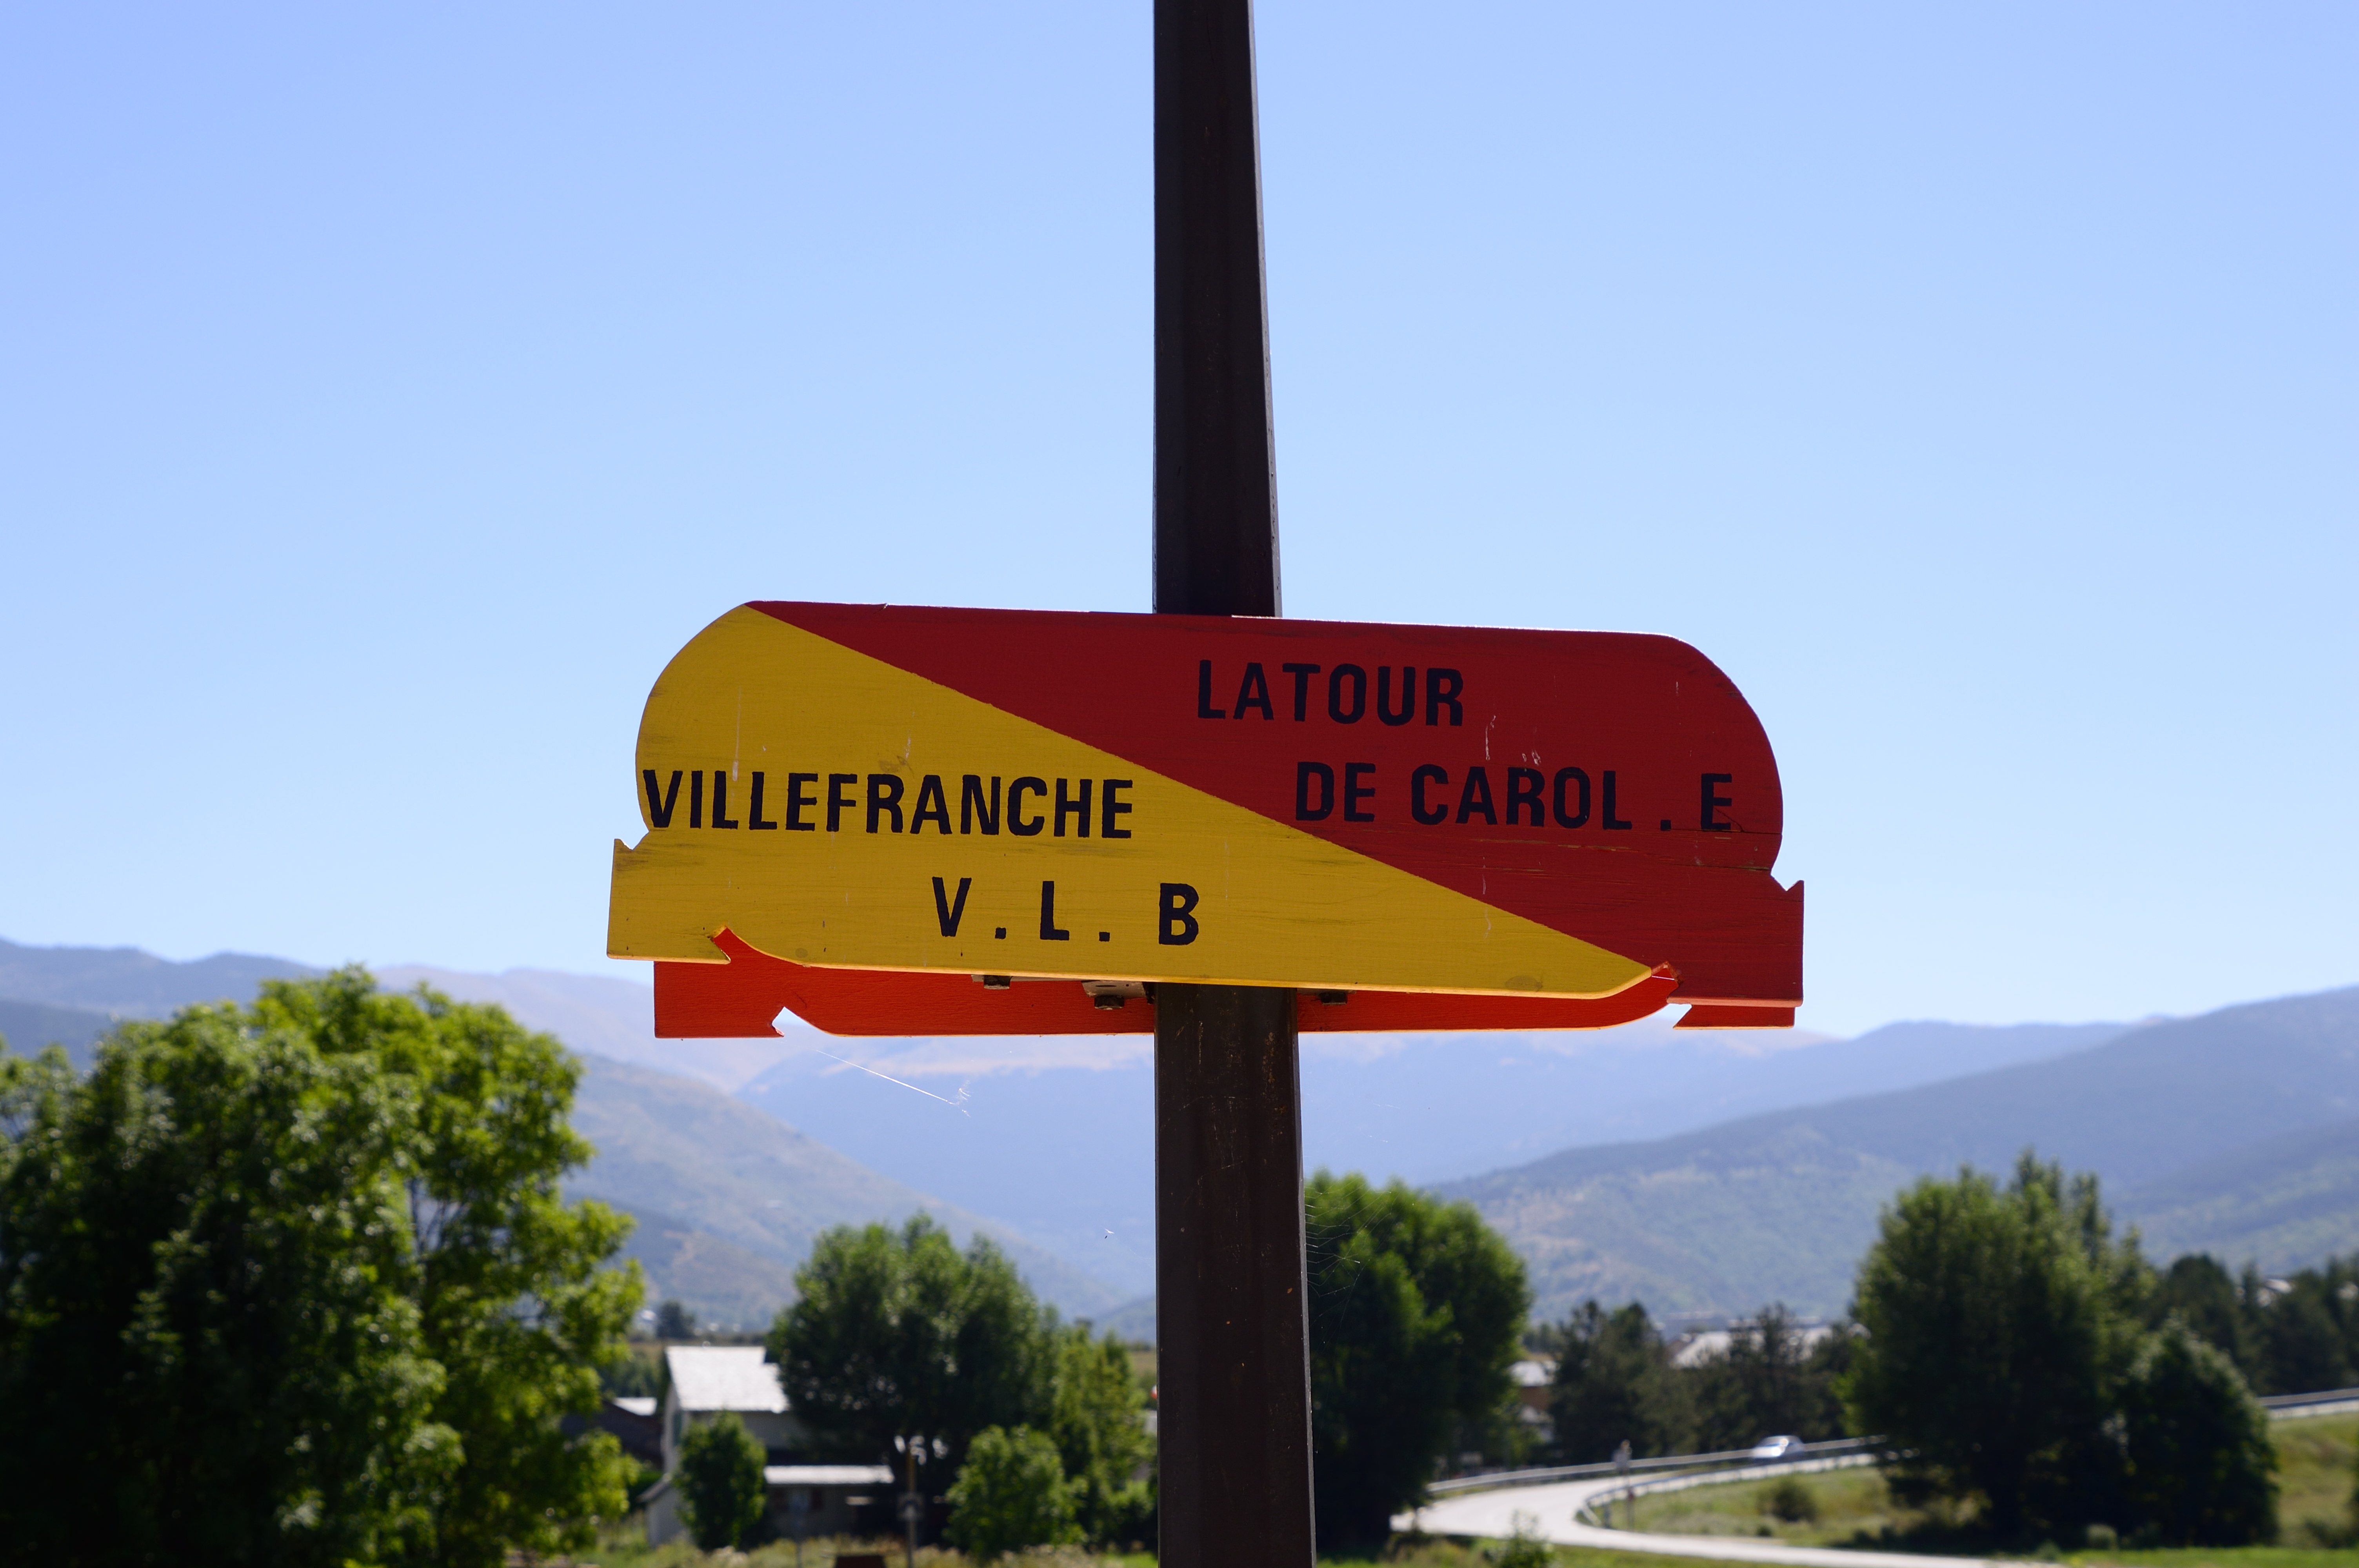 LATOUR
DE CAROL . E
VILLEFRANCHE
V . L . B